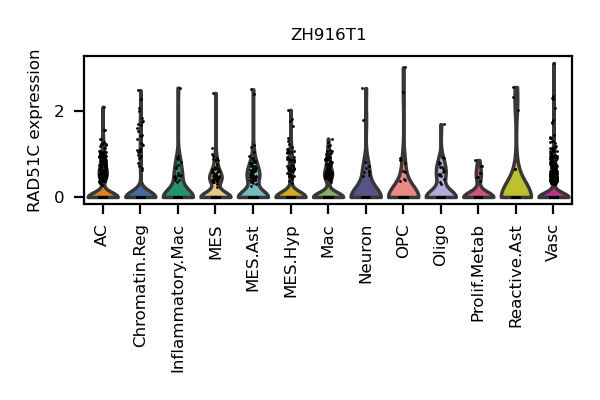 ZH916T1
RAD51C expression
2
0
AC
Chromatin.Reg
Inflammatory.Mac
MES
MES.Ast
MES.Hyp
Mac
Neuron
OPC
Oligo
Prolif.Metab
Reactive.Ast
Vasc